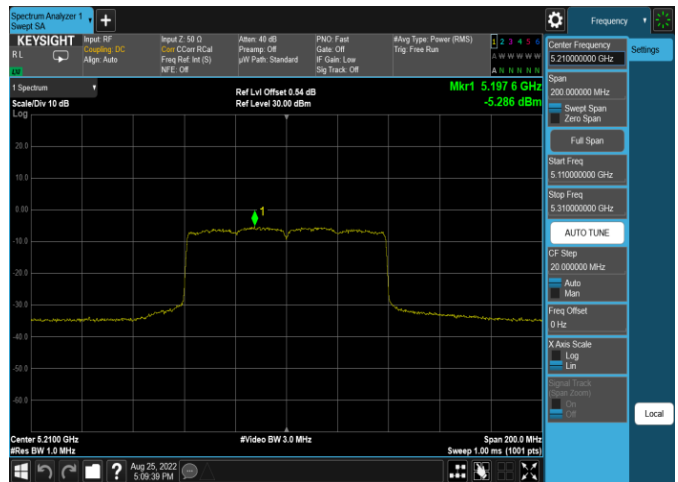 Spectrum Analyzer 1
Swept SA
+
Frequency
KEYSIGHT
R L
Input: RF
Coupling: DC
Align: Auto
Input Z: 50 Ω
Corr CCorr RCal
Freq Ref: Int (S)
NFE: Off
Atten: 40 dB
Preamp: Off
µW Path: Standard
PNO: Fast
Gate: Off
IF Gain: Low
Sig Track: Off
#Avg Type: Power (RMS)
Trig: Free Run
1 2 3 4 5 6
A W W W W W
A N N N N N
1 Spectrum
Scale/Div 10 dB
Log
Ref Lvl Offset 0.54 dB
Ref Level 30.00 dBm
Mkr1 5.197 6 GHz
-5.286 dBm
20.0
10.0
0.00
-10.0
-20.0
-30.0
-40.0
-50.0
-60.0
1
Center 5.2100 GHz
#Res BW 1.0 MHz
#Video BW 3.0 MHz
Span 200.0 MHz
Sweep 1.00 ms (1001 pts)
Center Frequency
5.210000000 GHz
Settings
Span
200.000000 MHz
Swept Span
Zero Span
Full Span
Start Freq
5.110000000 GHz
Stop Freq
5.310000000 GHz
AUTO TUNE
CF Step
20.000000 MHz
Auto
Man
Freq Offset
0 Hz
X Axis Scale
Log
Lin
Signal Track
(Span Zoom)
On
Off
Local
?
Aug 25, 2022
5:09:39 PM